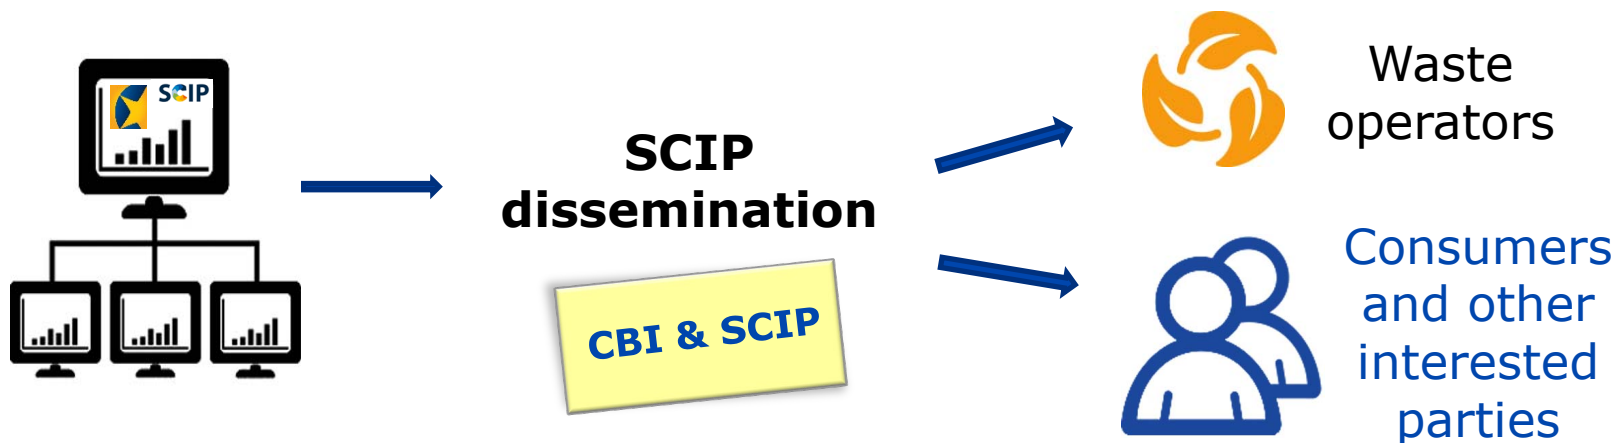 SCIP
SCIP
dissemination
CBI & SCIP
Waste
operators
Consumers
and other
interested
parties